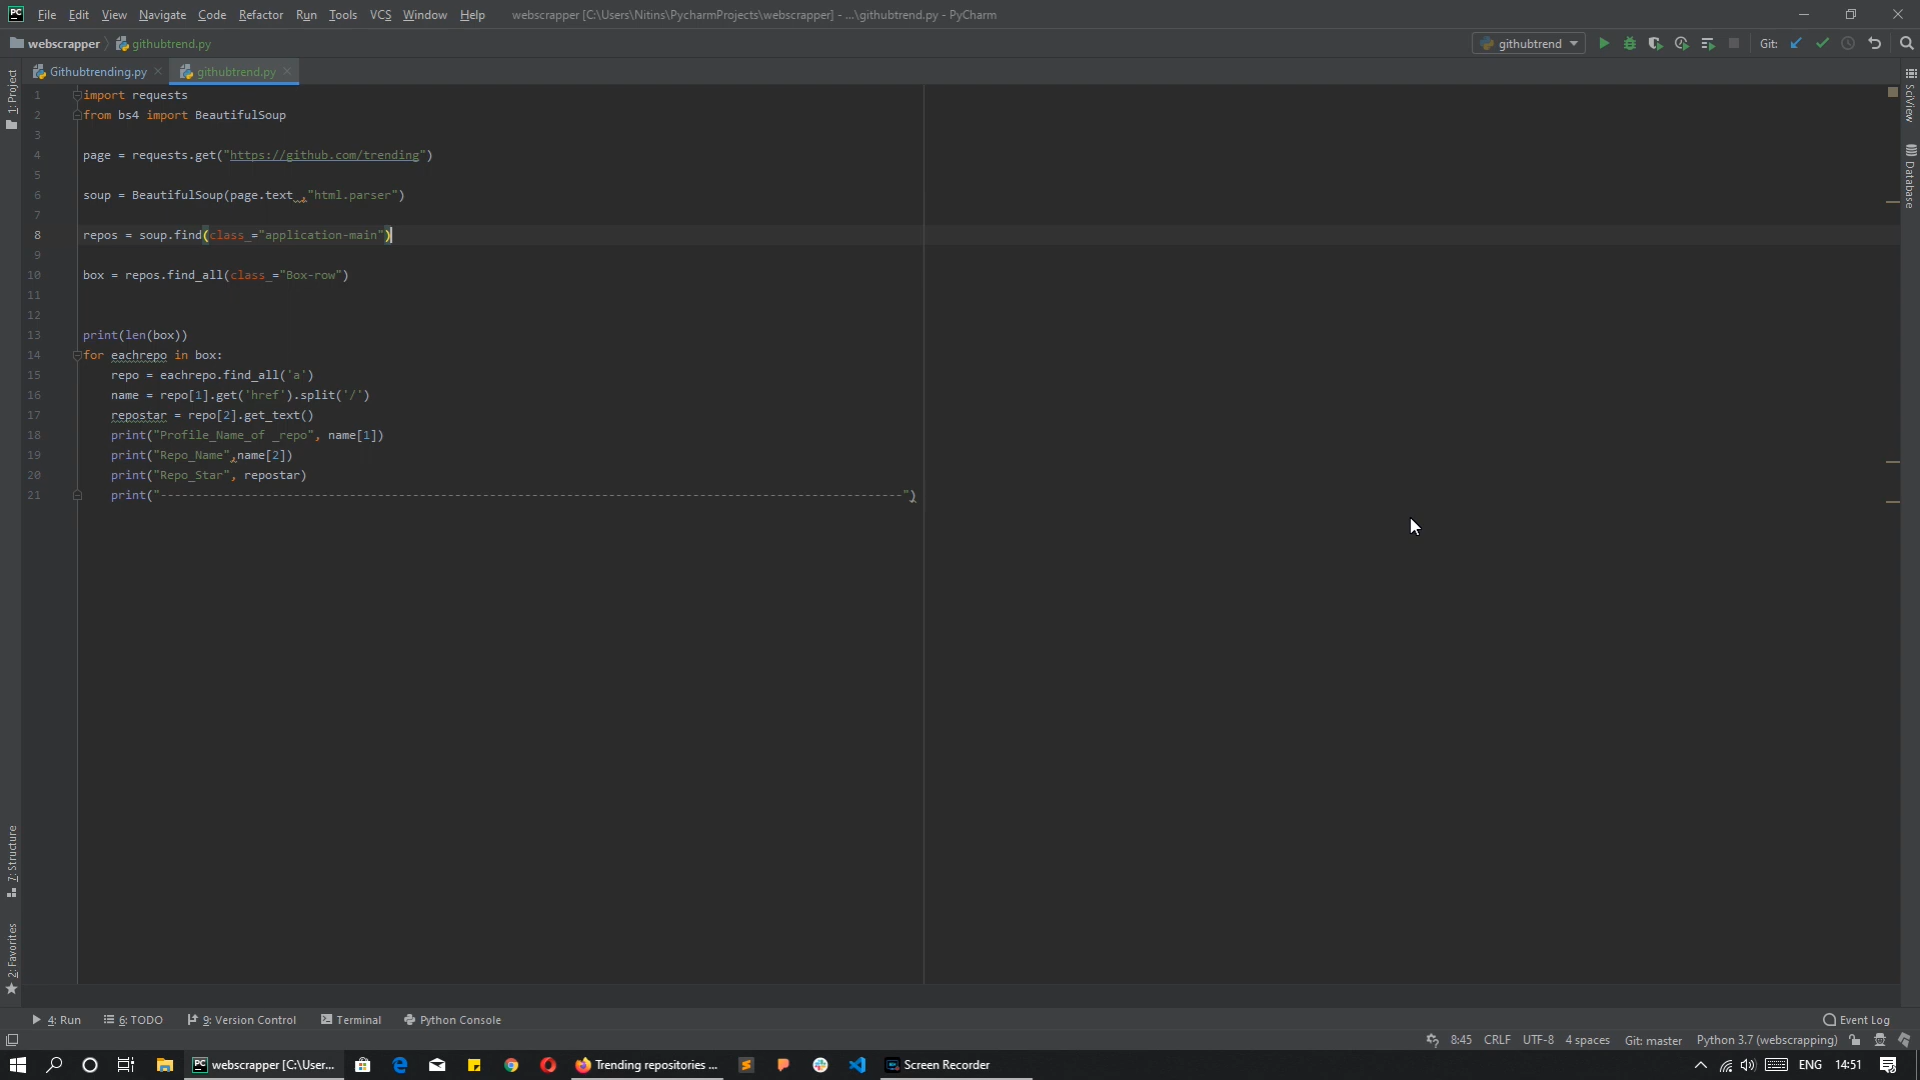 PC File Edit View Navigate Code Refactor Run Tools VCS Window Help webscrapper [C:\Users\Nitins\PycharmProjects\webscrapper] - ...\githubtrend.py - PyCharm
webscrapper githubtrend.py githubtrend Git:
Githubtrending.py githubtrend.py
1: Project
SciView
Database
1 import requests
2 from bs4 import BeautifulSoup
3
4 page = requests.get("https://github.com/trending")
5
6 soup = BeautifulSoup(page.text ,"html.parser")
7
8 repos = soup.find(class_="application-main")
9
10 box = repos.find_all(class_="Box-row")
11
12
13 print(len(box))
14 for eachrepo in box:
15 repo = eachrepo.find_all('a')
16 name = repo[1].get('href').split('/')
17 repostar = repo[2].get_text()
18 print("Profile_Name_of _repo", name[1])
19 print("Repo_Name",name[2])
20 print("Repo_Star", repostar)
21 print("----------------------------------------------------------------------------------------------------------")
7: Structure
2: Favorites
4: Run 6: TODO 9: Version Control Terminal Python Console Event Log
8:45 CRLF UTF-8 4 spaces Git: master Python 3.7 (webscrapping)
PC webscrapper [C:\User... Trending repositories ... Screen Recorder ENG 14:51